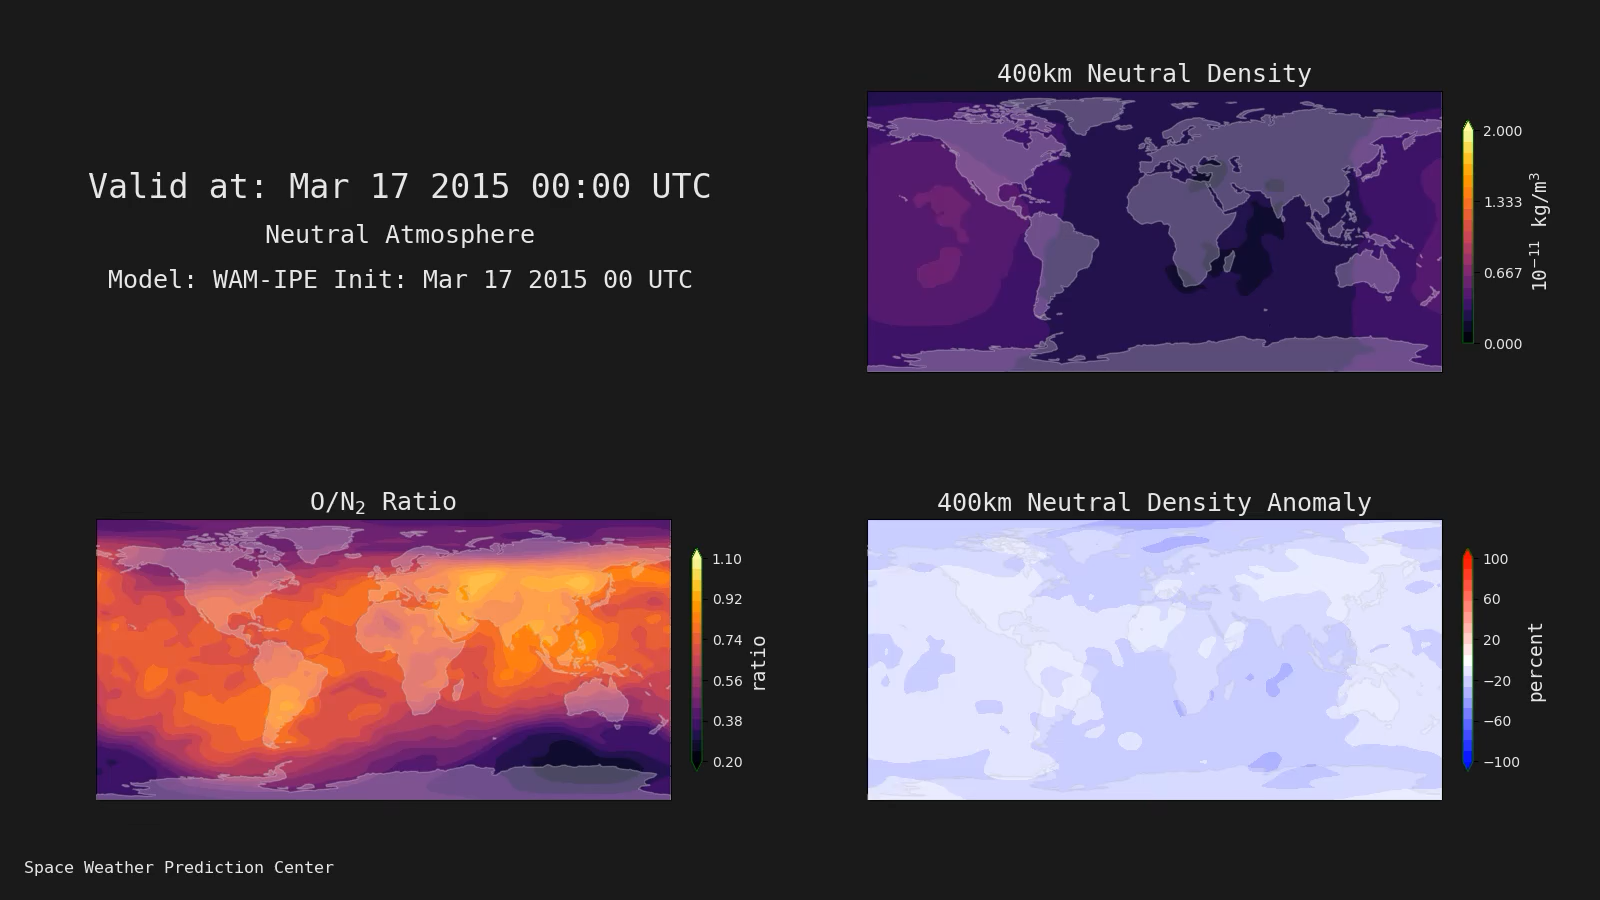 400km Neutral Density
Valid at: Mar 17 2015 00:00 UTC
Neutral Atmosphere
Model: WAM-IPE Init: Mar 17 2015 00 UTC
2.000
1.333
0.667
0.000
10⁻¹¹ kg/m³
O/N₂ Ratio
1.10
0.92
0.74
0.56
0.38
0.20
ratio
400km Neutral Density Anomaly
100
60
20
−20
−60
−100
percent
Space Weather Prediction Center